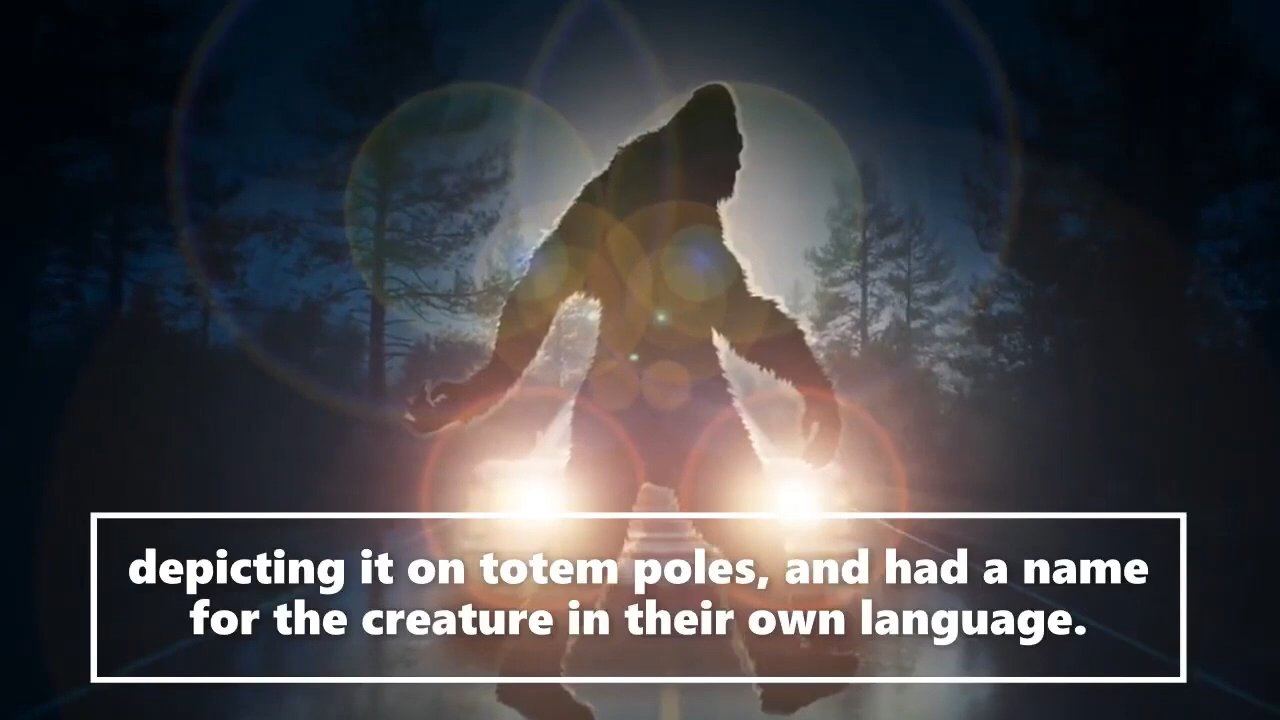 depicting it on totem poles, and had a name
for the creature in their own language.